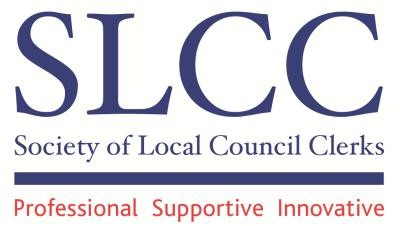 SLCC
Society of Local Council Clerks
Professional Supportive Innovative